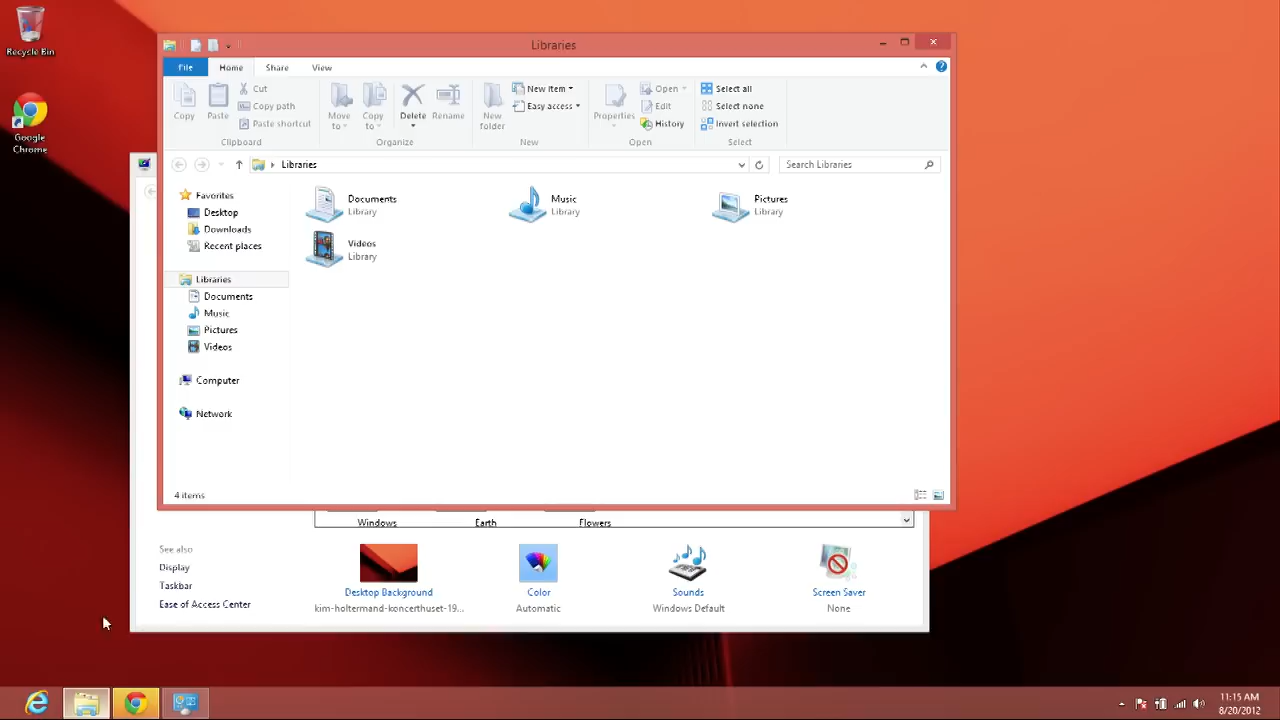 Recycle Bin
Google
Chrome
Libraries
File Home Share View
Copy
Paste
Cut
Copy path
Paste shortcut
Clipboard
Move
to
Copy
to
Delete
Rename
Organize
New
folder
New item
Easy access
New
Properties
Open
Edit
History
Open
Select all
Select none
Invert selection
Select
Libraries
Search Libraries
Favorites
Desktop
Downloads
Recent places
Libraries
Documents
Music
Pictures
Videos
Computer
Network
Documents
Library
Music
Library
Pictures
Library
Videos
Library
4 items
Windows Earth Flowers
See also
Display
Taskbar
Ease of Access Center
Desktop Background
kim-holtermand-koncerthuset-19...
Color
Automatic
Sounds
Windows Default
Screen Saver
None
11:15 AM
8/20/2012